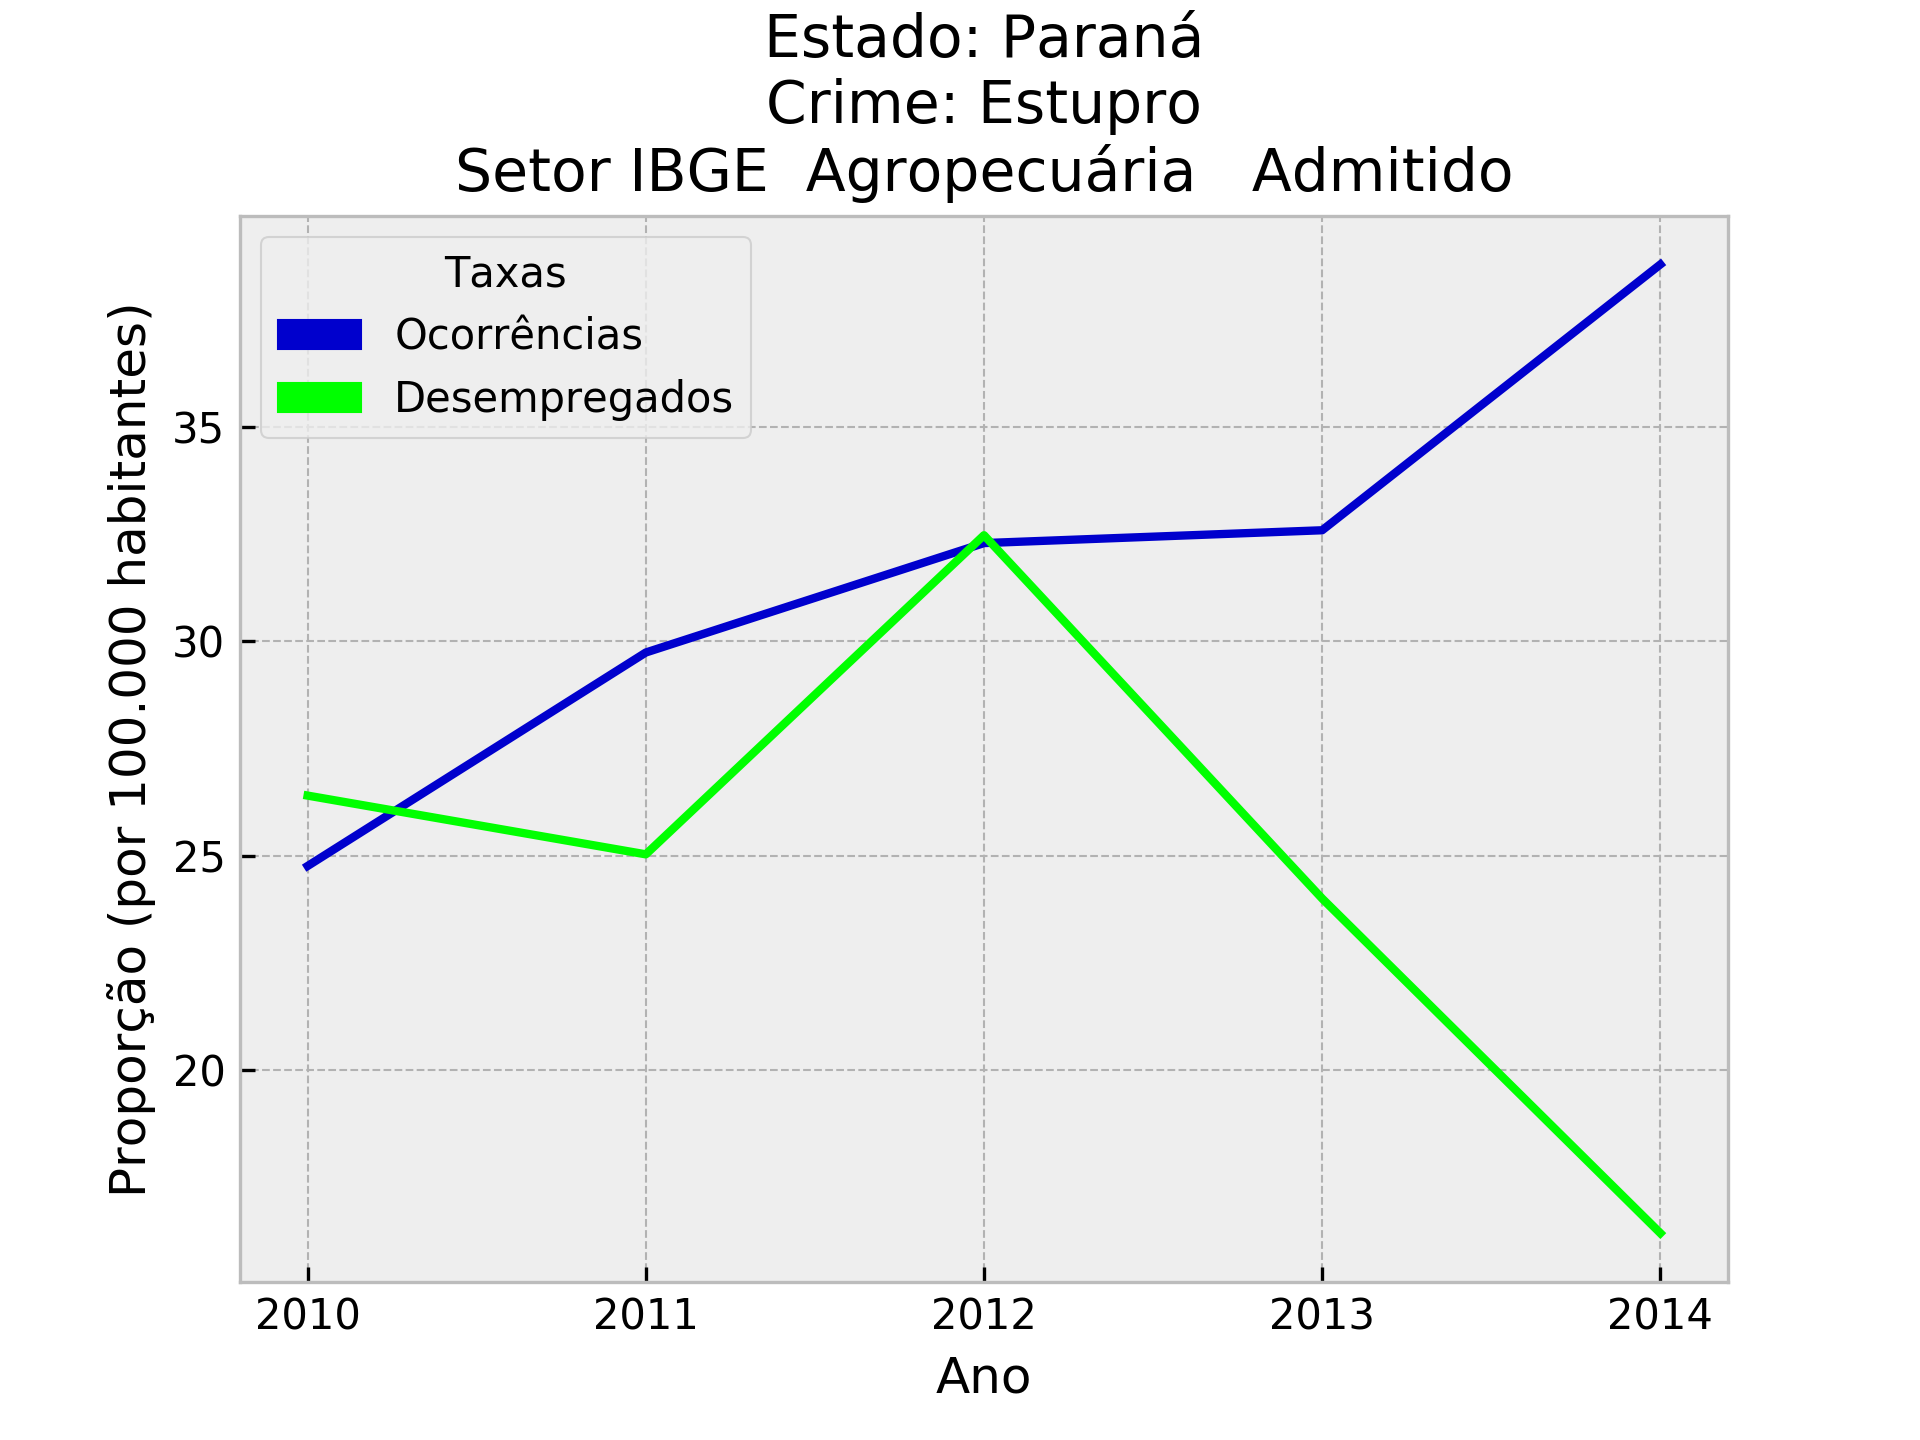 Estado: Paraná
Crime: Estupro
Setor IBGE  Agropecuária   Admitido
Taxas
Ocorrências
Desempregados
Proporção (por 100.000 habitantes)
35
30
25
20
2010 2011 2012 2013 2014
Ano